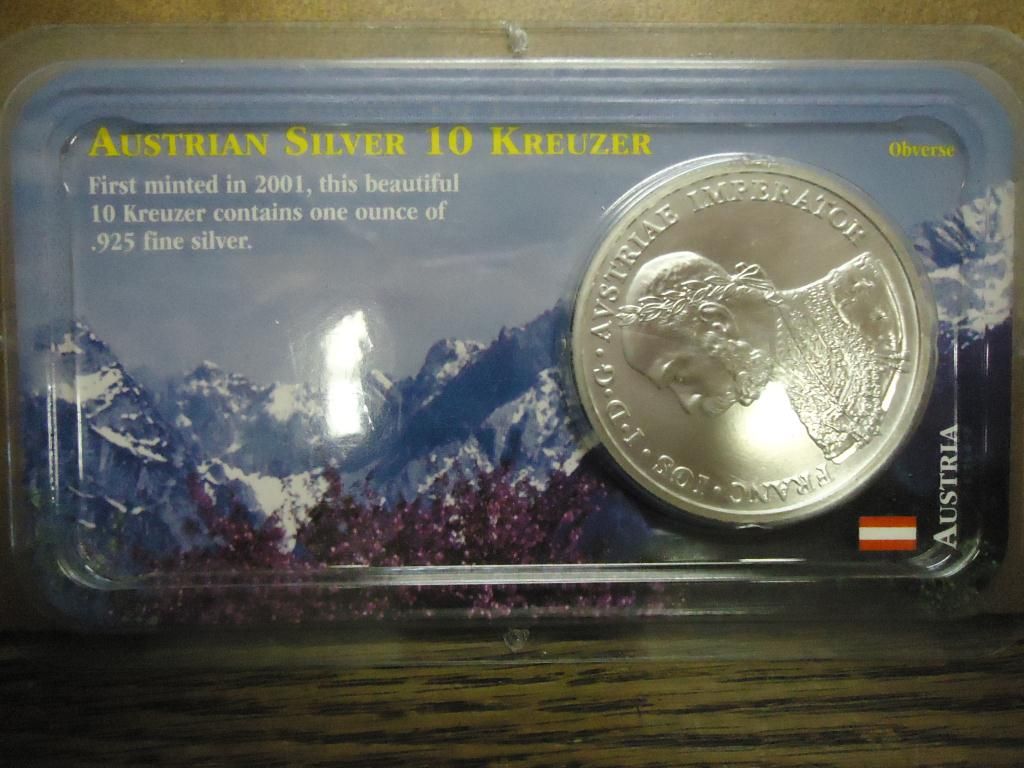 AUSTRIAN SILVER 10 KREUZER
Obverse
First minted in 2001, this beautiful
10 Kreuzer contains one ounce of
.925 fine silver.
FRANC · IOS · I · D · G · AVSTRIAE IMPERATOR
AUSTRIA